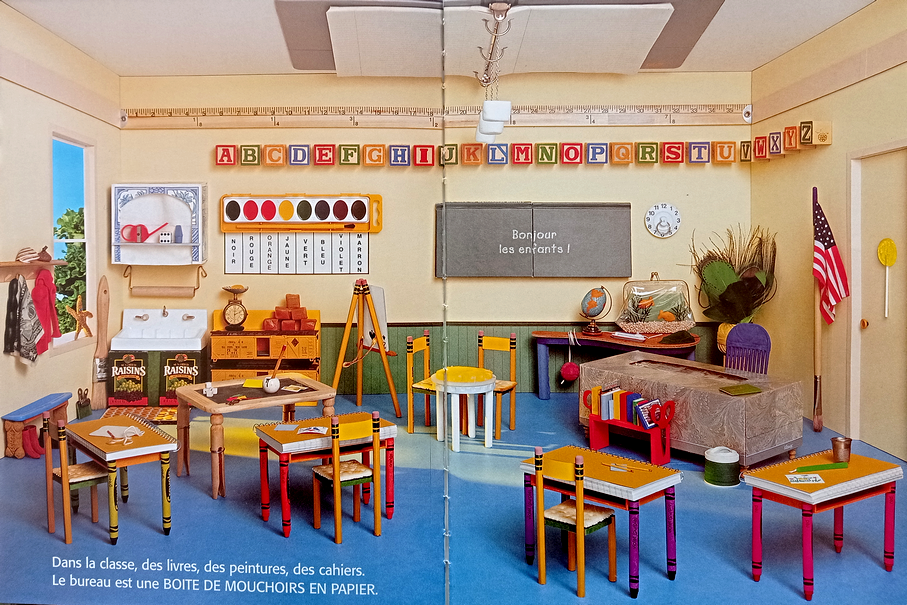 ABCDEFGHIJKLMNOPQRSTUVWXYZ
NOIR
ROUGE
ORANGE
JAUNE
VERT
BLEU
VIOLET
MARRON
Bonjour
les enfants !
RAISINS RAISINS
Dans la classe, des livres, des peintures, des cahiers.
Le bureau est une BOITE DE MOUCHOIRS EN PAPIER.